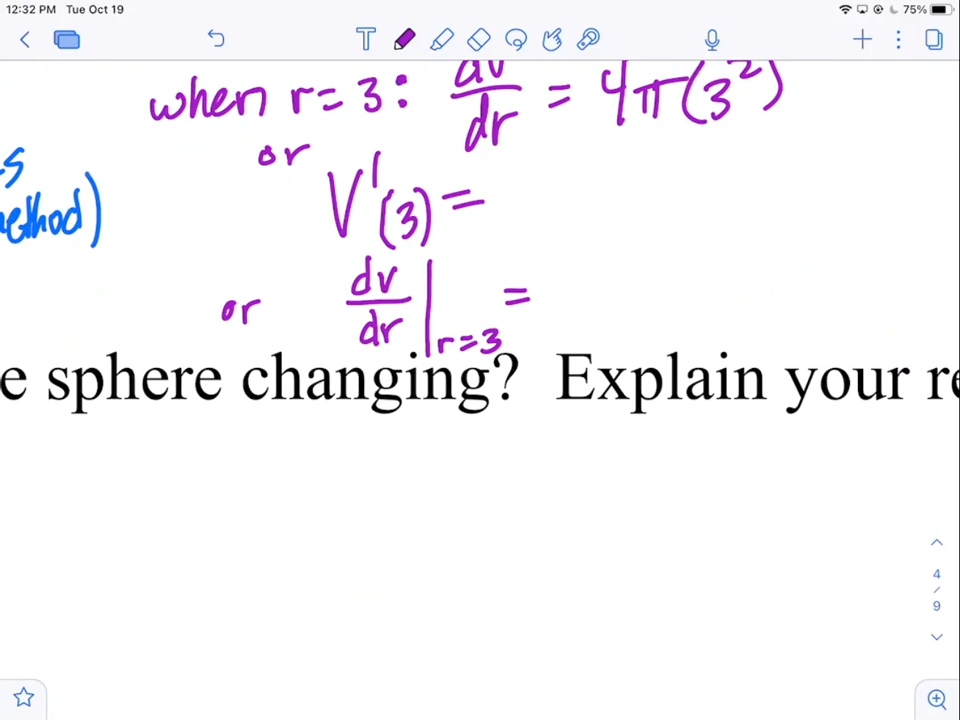 12:32 PM Tue Oct 19 75%
T
when r=3: dv/dr = 4π(3²)
or
s
method)
V'(3) =
or dv/dr |r=3 =
e sphere changing? Explain your re
4
/
9